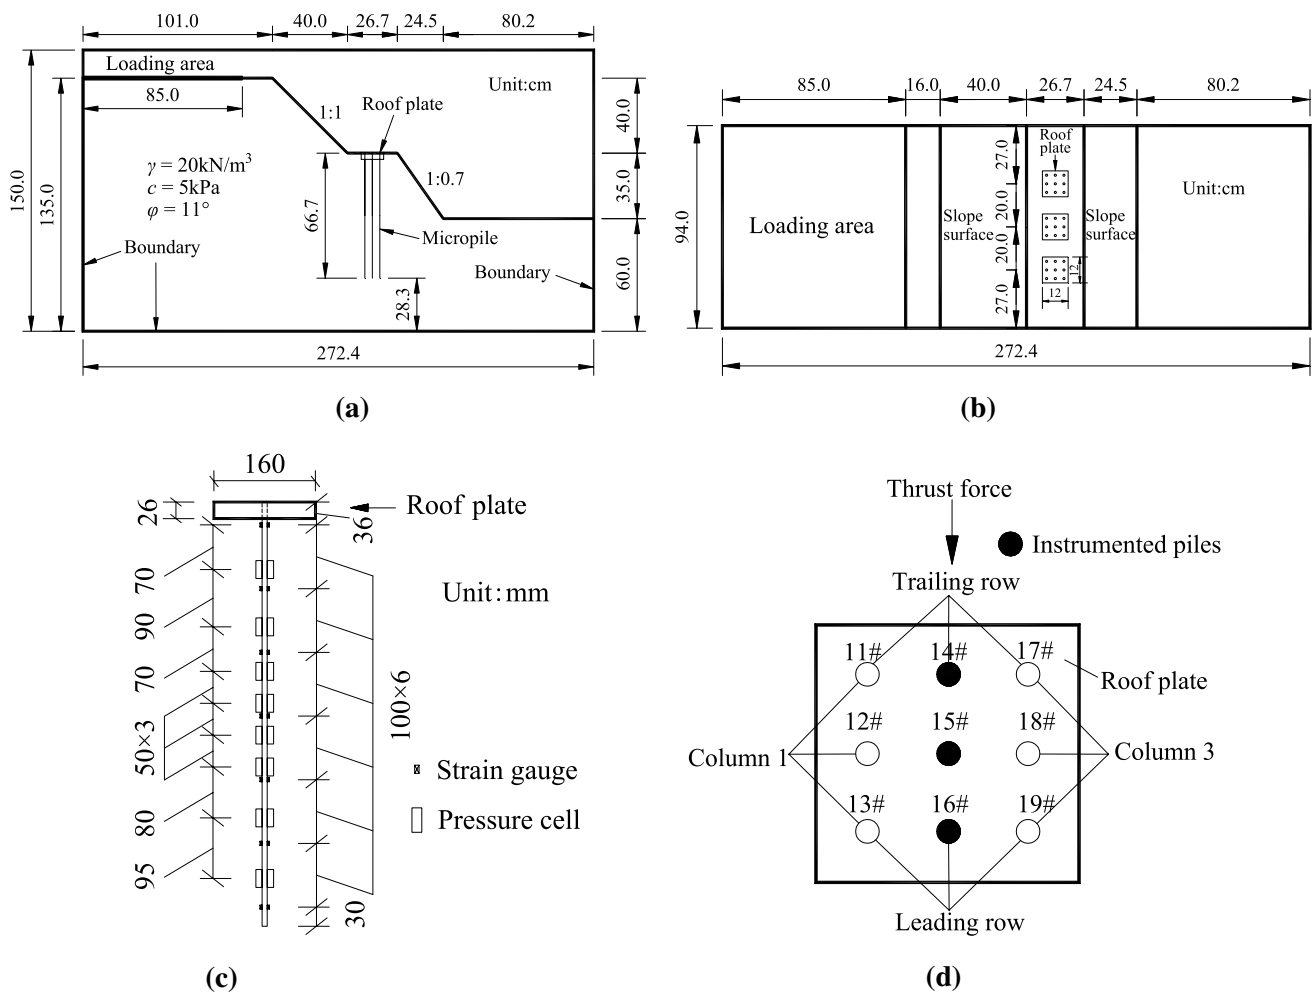 101.0
40.0
26.7
24.5
80.2
Loading area
85.0
1:1
Roof plate
Unit:cm
γ = 20kN/m³
c = 5kPa
φ = 11°
150.0
135.0
66.7
1:0.7
40.0
35.0
60.0
Boundary
Micropile
Boundary
28.3
272.4
(a)
85.0
16.0
40.0
26.7
24.5
80.2
94.0
Loading area
Slope
surface
27.0
20.0
20.0
27.0
Roof
plate
12
12
Slope
surface
Unit:cm
272.4
(b)
160
26
Roof plate
36
70
90
70
50×3
80
95
Unit:mm
100×6
Strain gauge
Pressure cell
30
(c)
Thrust force
Instrumented piles
Trailing row
11#
14#
17#
Roof plate
12#
15#
18#
Column 1
Column 3
13#
16#
19#
Leading row
(d)